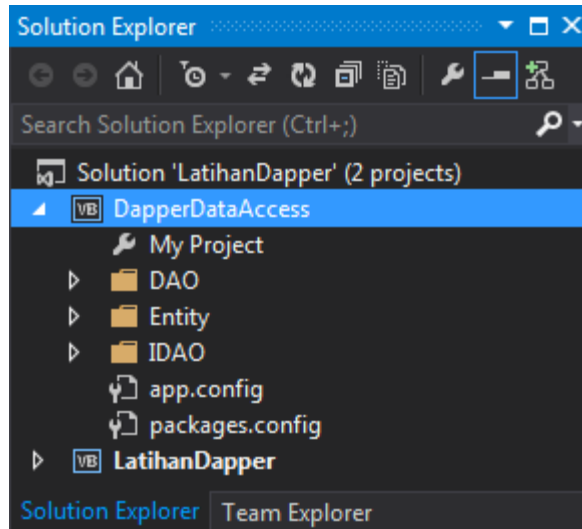 Solution Explorer
Search Solution Explorer (Ctrl+;)
Solution 'LatihanDapper' (2 projects)
VB DapperDataAccess
My Project
DAO
Entity
IDAO
app.config
packages.config
VB LatihanDapper
Solution Explorer Team Explorer